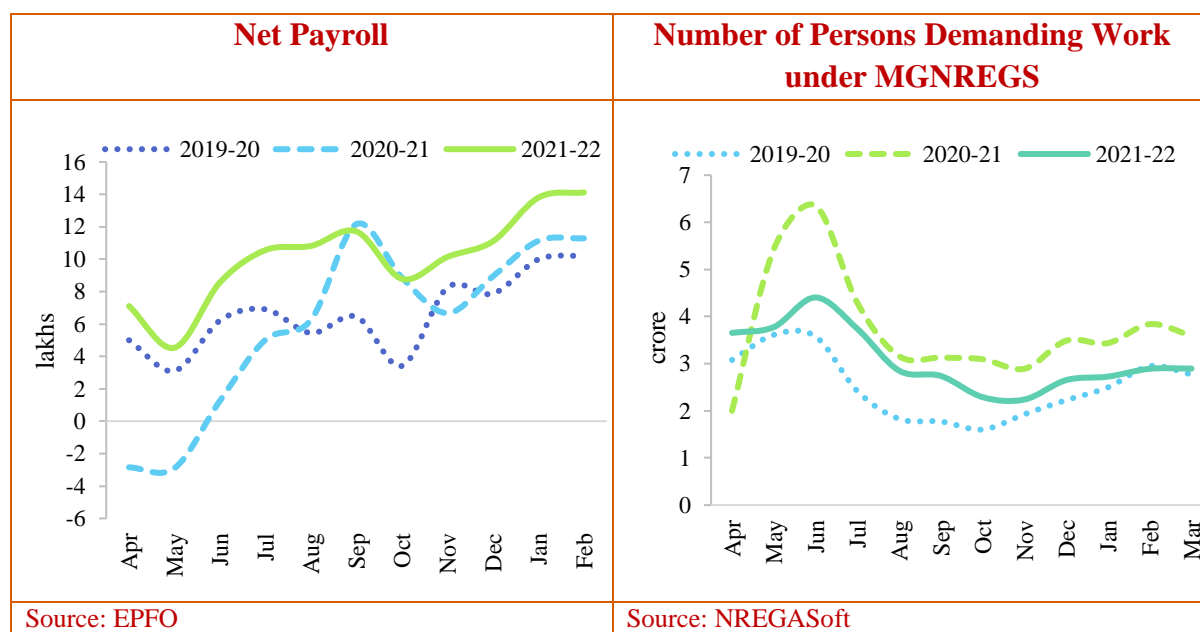 Net Payroll
Number of Persons Demanding Work
under MGNREGS
2019-20 2020-21 2021-22
16
14
12
10
8
6
4
2
0
-2
-4
-6
lakhs
Apr
May
Jun
Jul
Aug
Sep
Oct
Nov
Dec
Jan
Feb
2019-20 2020-21 2021-22
7
6
5
4
3
2
1
0
crore
Apr
May
Jun
Jul
Aug
Sep
Oct
Nov
Dec
Jan
Feb
Mar
Source: EPFO
Source: NREGASoft